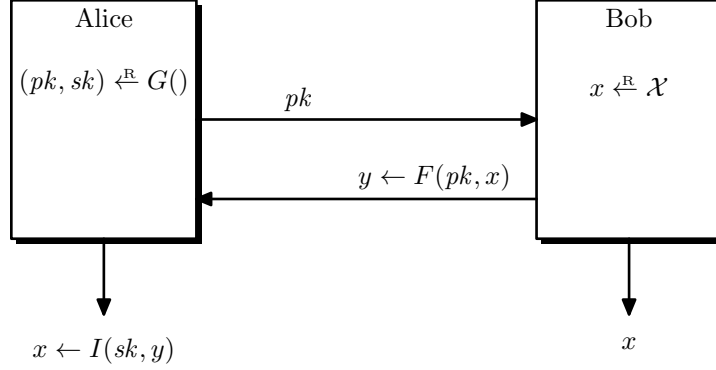 Alice
(pk, sk) ←ᴿ G()
pk
y ← F(pk, x)
x ← I(sk, y)
Bob
x ←ᴿ 𝒳
x